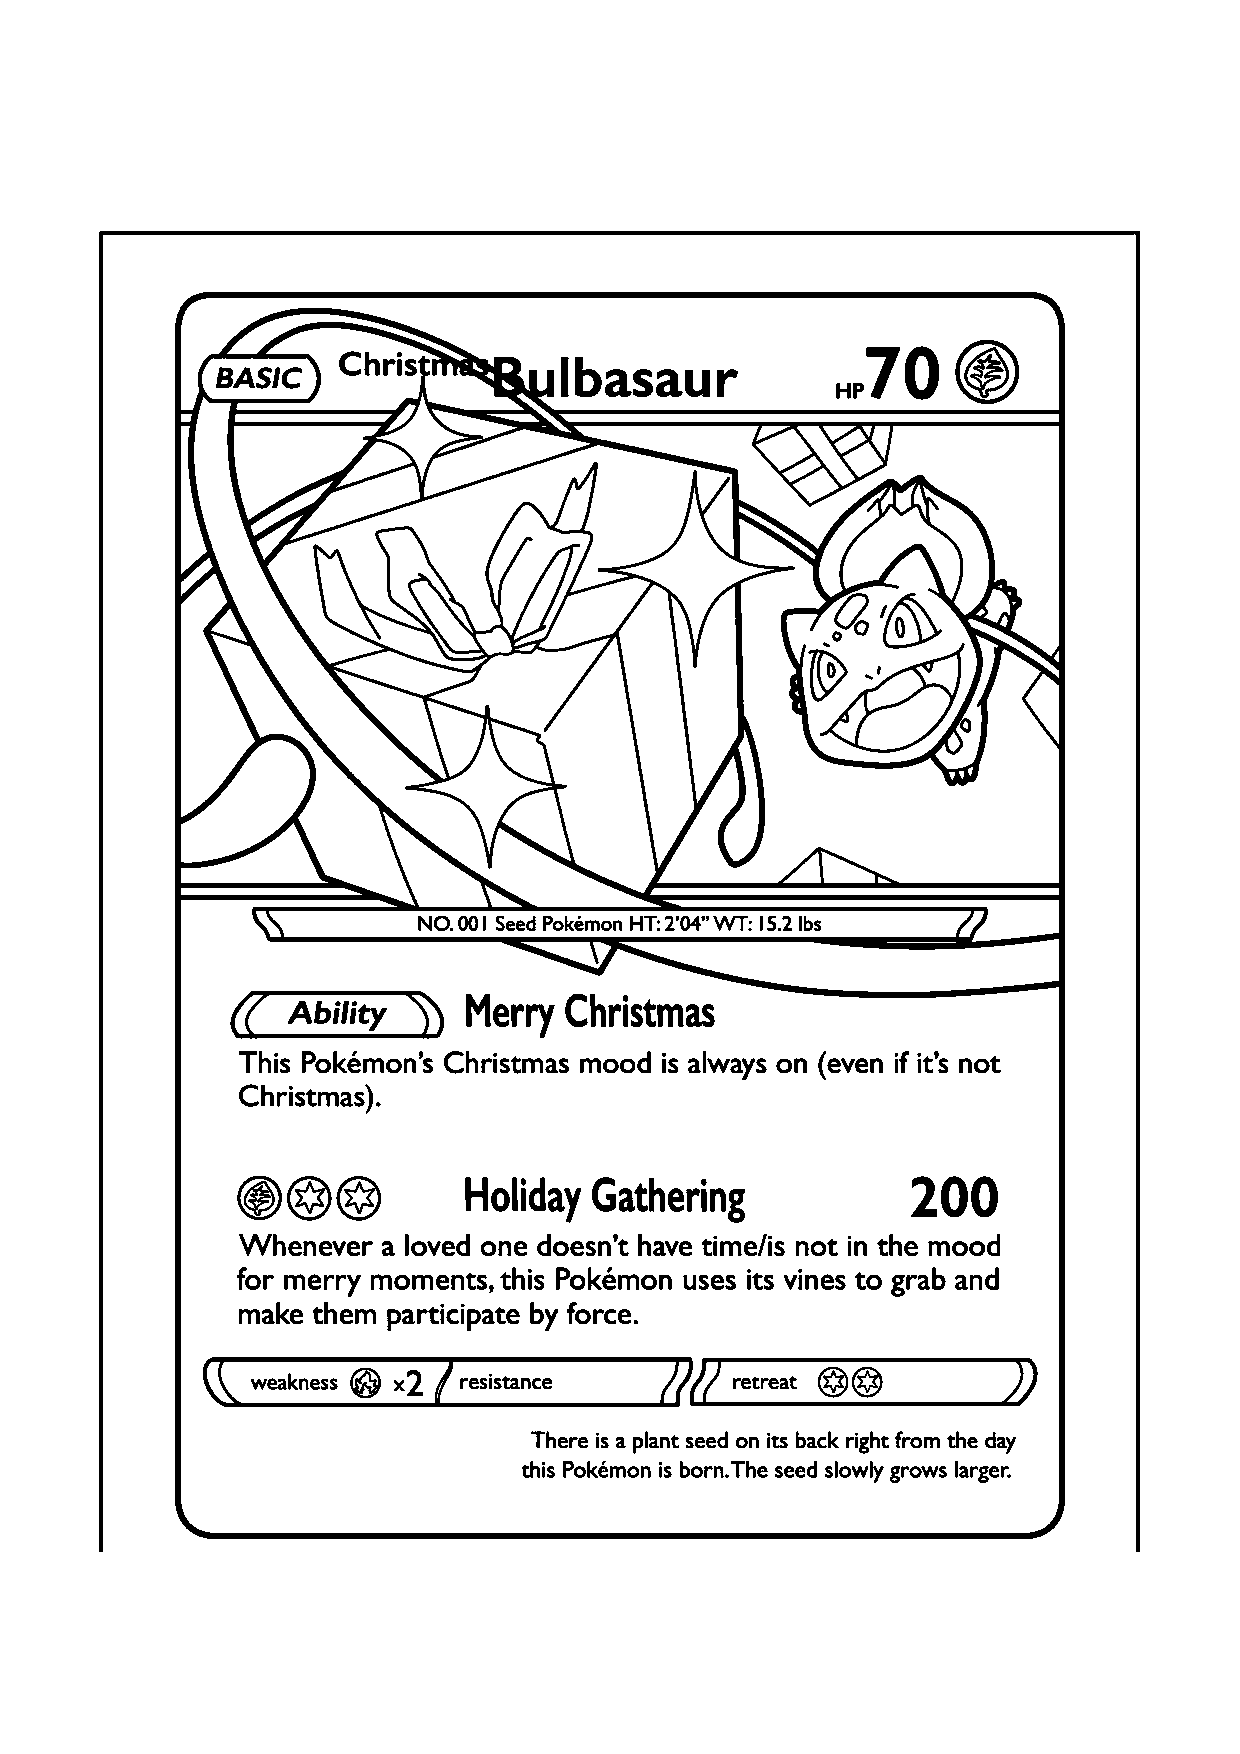 BASIC Christmas Bulbasaur HP 70
NO. 001 Seed Pokémon HT: 2'04" WT: 15.2 lbs
Ability Merry Christmas
This Pokémon's Christmas mood is always on (even if it's not
Christmas).
Holiday Gathering 200
Whenever a loved one doesn't have time/is not in the mood
for merry moments, this Pokémon uses its vines to grab and
make them participate by force.
weakness x2 resistance retreat
There is a plant seed on its back right from the day
this Pokémon is born. The seed slowly grows larger.